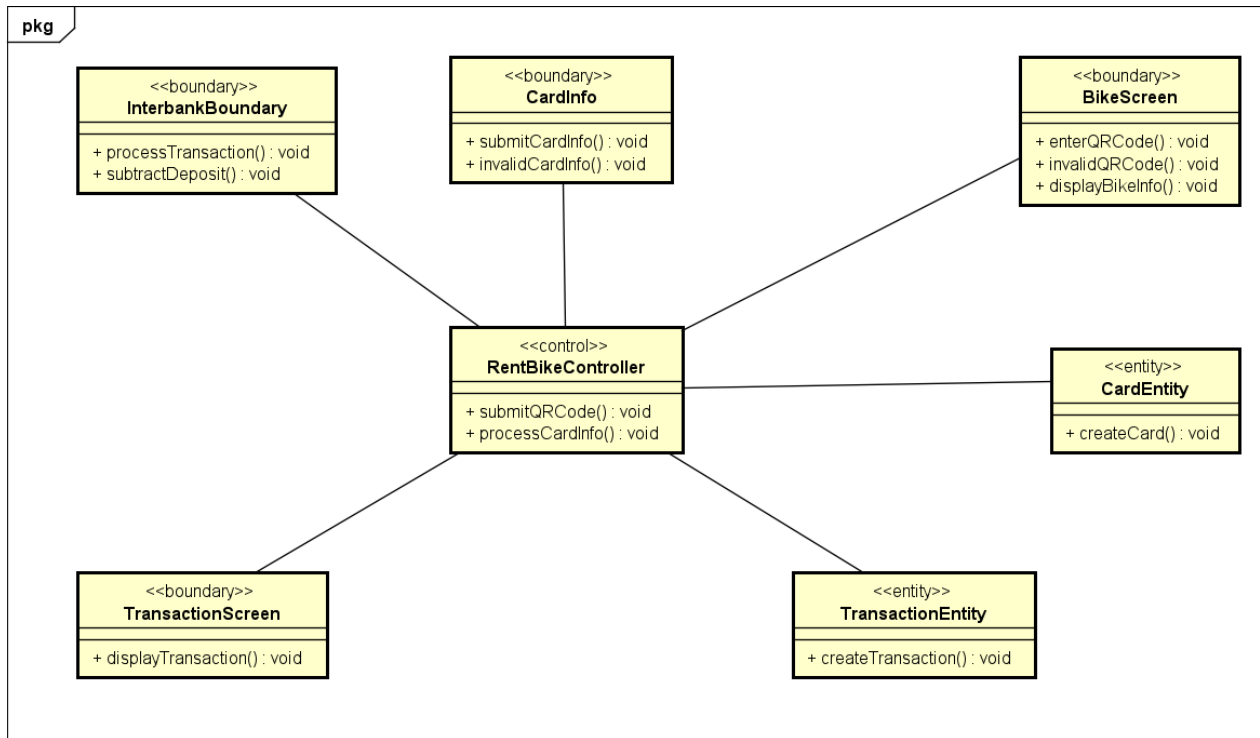 pkg
<<boundary>>
InterbankBoundary
+ processTransaction() : void
+ subtractDeposit() : void
<<boundary>>
CardInfo
+ submitCardInfo() : void
+ invalidCardInfo() : void
<<boundary>>
BikeScreen
+ enterQRCode() : void
+ invalidQRCode() : void
+ displayBikeInfo() : void
<<control>>
RentBikeController
+ submitQRCode() : void
+ processCardInfo() : void
<<entity>>
CardEntity
+ createCard() : void
<<boundary>>
TransactionScreen
+ displayTransaction() : void
<<entity>>
TransactionEntity
+ createTransaction() : void